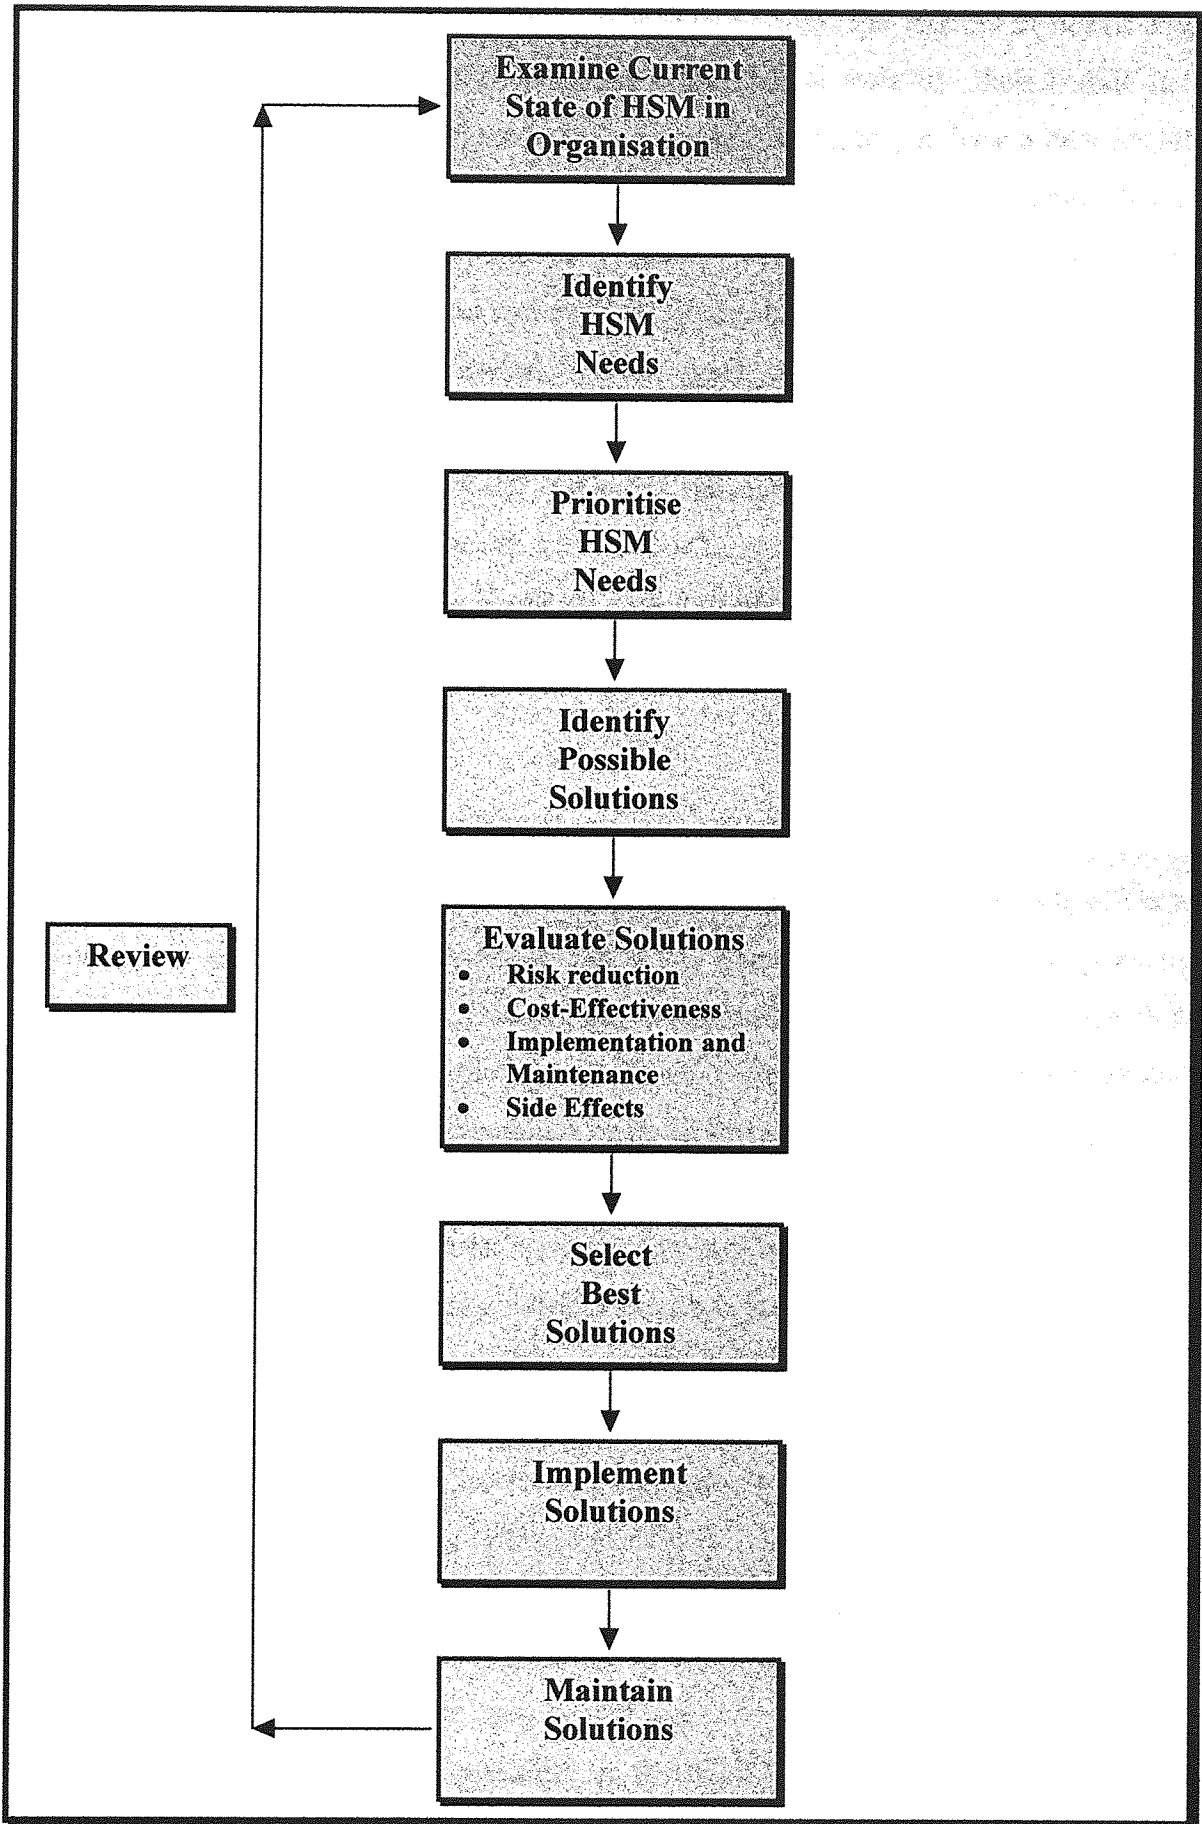 Examine Current
State of HSM in
Organisation
Identify
HSM
Needs
Prioritise
HSM
Needs
Identify
Possible
Solutions
Review
Evaluate Solutions
• Risk reduction
• Cost-Effectiveness
• Implementation and
Maintenance
• Side Effects
Select
Best
Solutions
Implement
Solutions
Maintain
Solutions